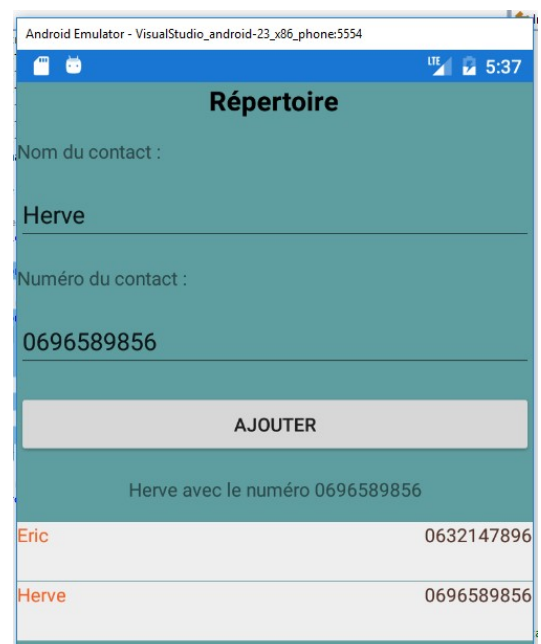 Android Emulator - VisualStudio_android-23_x86_phone:5554
LTE 5:37
Répertoire
Nom du contact :
Herve
Numéro du contact :
0696589856
AJOUTER
Herve avec le numéro 0696589856
Eric 0632147896
Herve 0696589856